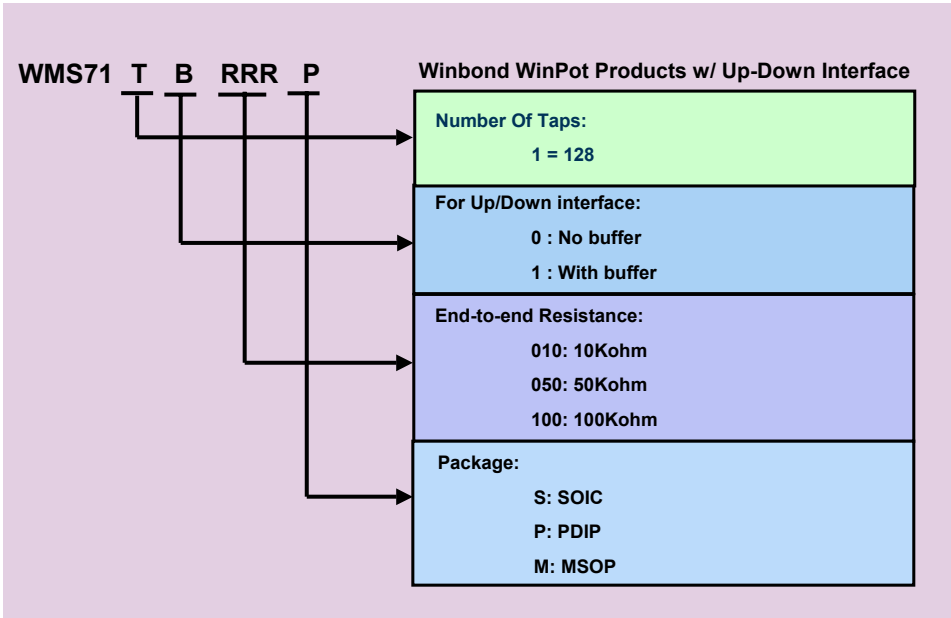 WMS71 T B RRR P
Winbond WinPot Products w/ Up-Down Interface
Number Of Taps:
1 = 128
For Up/Down interface:
0 : No buffer
1 : With buffer
End-to-end Resistance:
010: 10Kohm
050: 50Kohm
100: 100Kohm
Package:
S: SOIC
P: PDIP
M: MSOP